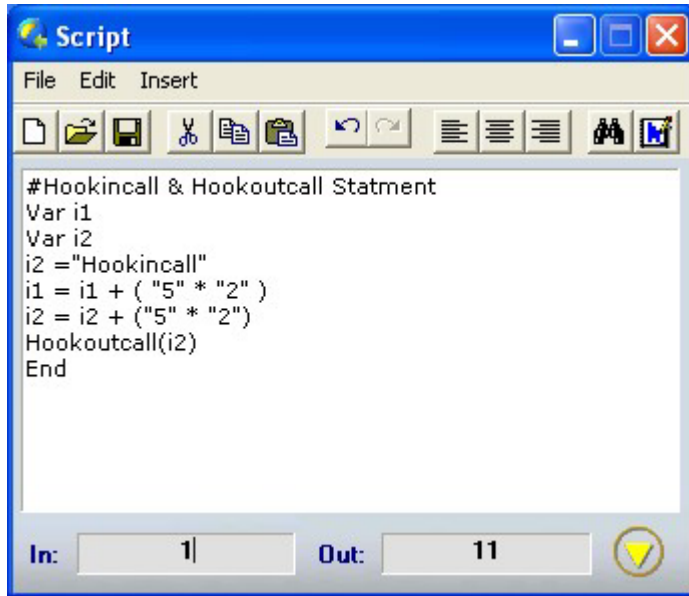 Script
File Edit Insert
#Hookincall & Hookoutcall Statment
Var i1
Var i2
i2 ="Hookincall"
i1 = i1 + ( "5" * "2" )
i2 = i2 + ("5" * "2")
Hookoutcall(i2)
End
In: 1 Out: 11